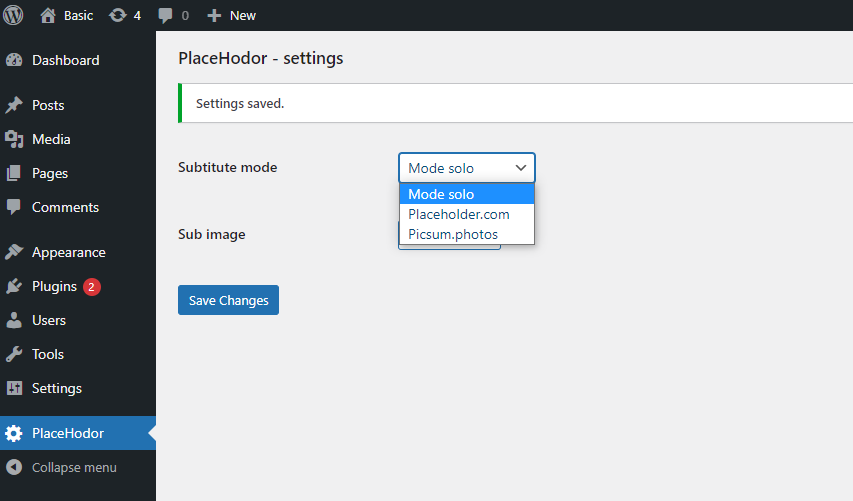 Basic 4 0 New
Dashboard
Posts
Media
Pages
Comments
Appearance
Plugins 2
Users
Tools
Settings
PlaceHodor
Collapse menu
PlaceHodor - settings
Settings saved.
Subtitute mode Mode solo
Mode solo
Placeholder.com
Picsum.photos
Sub image
Save Changes